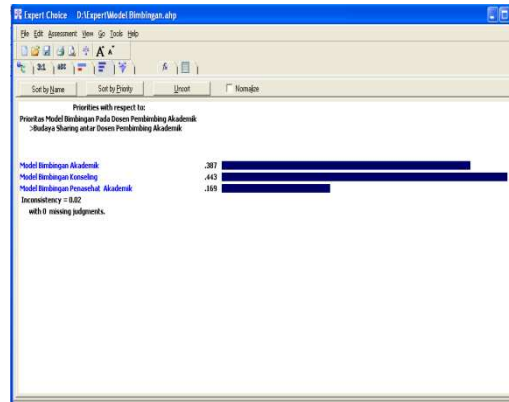 Expert Choice D:\Expert\Model Bimbingan.ahp
File Edit Assessment View Go Tools Help
3:1 ABC
Sort by Name Sort by Priority Unsort Normalize
Priorities with respect to:
Prioritas Model Bimbingan Pada Dosen Pembimbing Akademik
>Budaya Sharing antar Dosen Pembimbing Akademik
Model Bimbingan Akademik .387
Model Bimbingan Konseling .443
Model Bimbingan Penasehat Akademik .169
Inconsistency = 0.02
with 0 missing judgments.